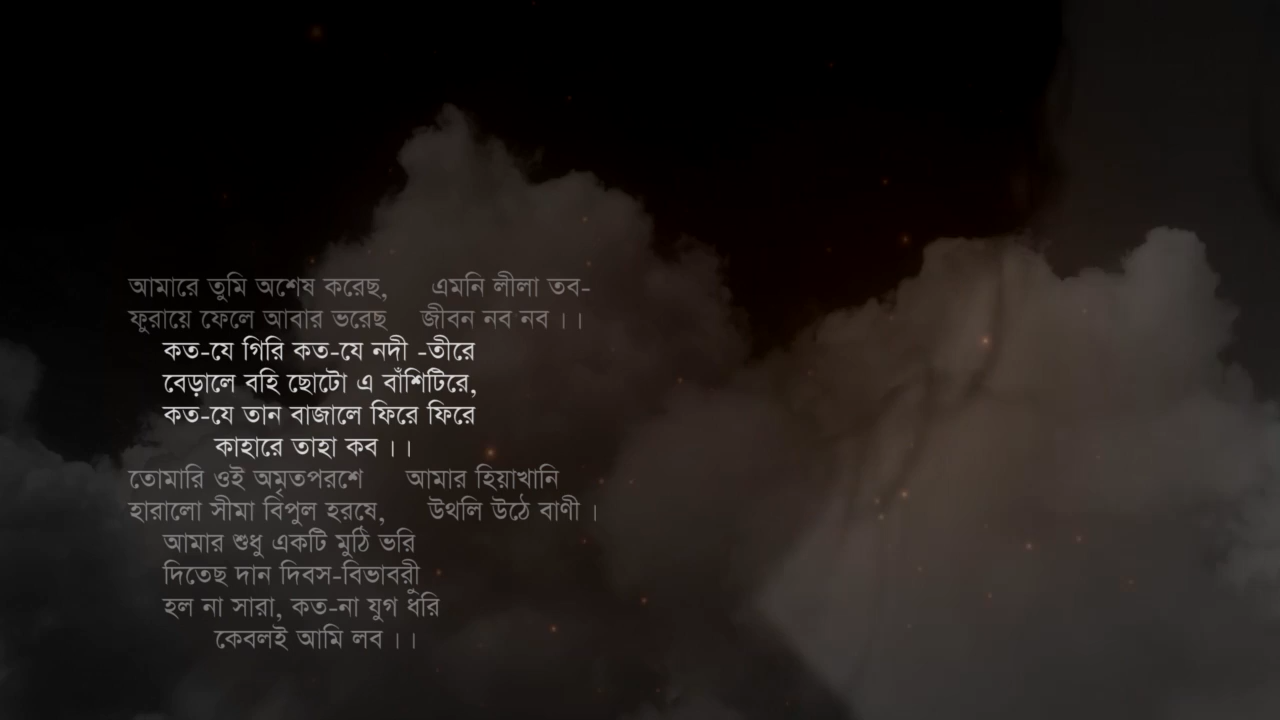 আমারে তুমি অশেষ করেছ, এমনি লীলা তব-
ফুরায়ে ফেলে আবার ভরেছ জীবন নব নব ।।
কত-যে গিরি কত-যে নদী -তীরে
বেড়ালে বহি ছোটো এ বাঁশিটিরে,
কত-যে তান বাজালে ফিরে ফিরে
কাহারে তাহা কব ।।
তোমারি ওই অমৃতপরশে আমার হিয়াখানি
হারালো সীমা বিপুল হরষে, উথলি উঠে বাণী ।
আমার শুধু একটি মুঠি ভরি
দিতেছ দান দিবস-বিভাবরী
হল না সারা, কত-না যুগ ধরি
কেবলই আমি লব ।।